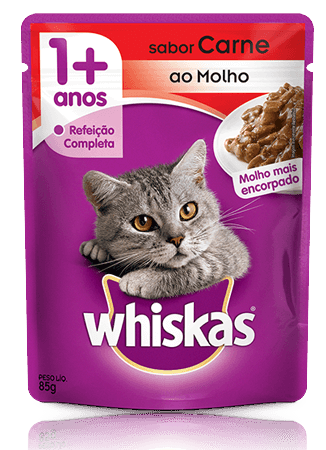 1+
anos
Refeição
Completa
sabor Carne
ao Molho
Molho mais
encorpado
whiskas
PESO LÍQ.
85g